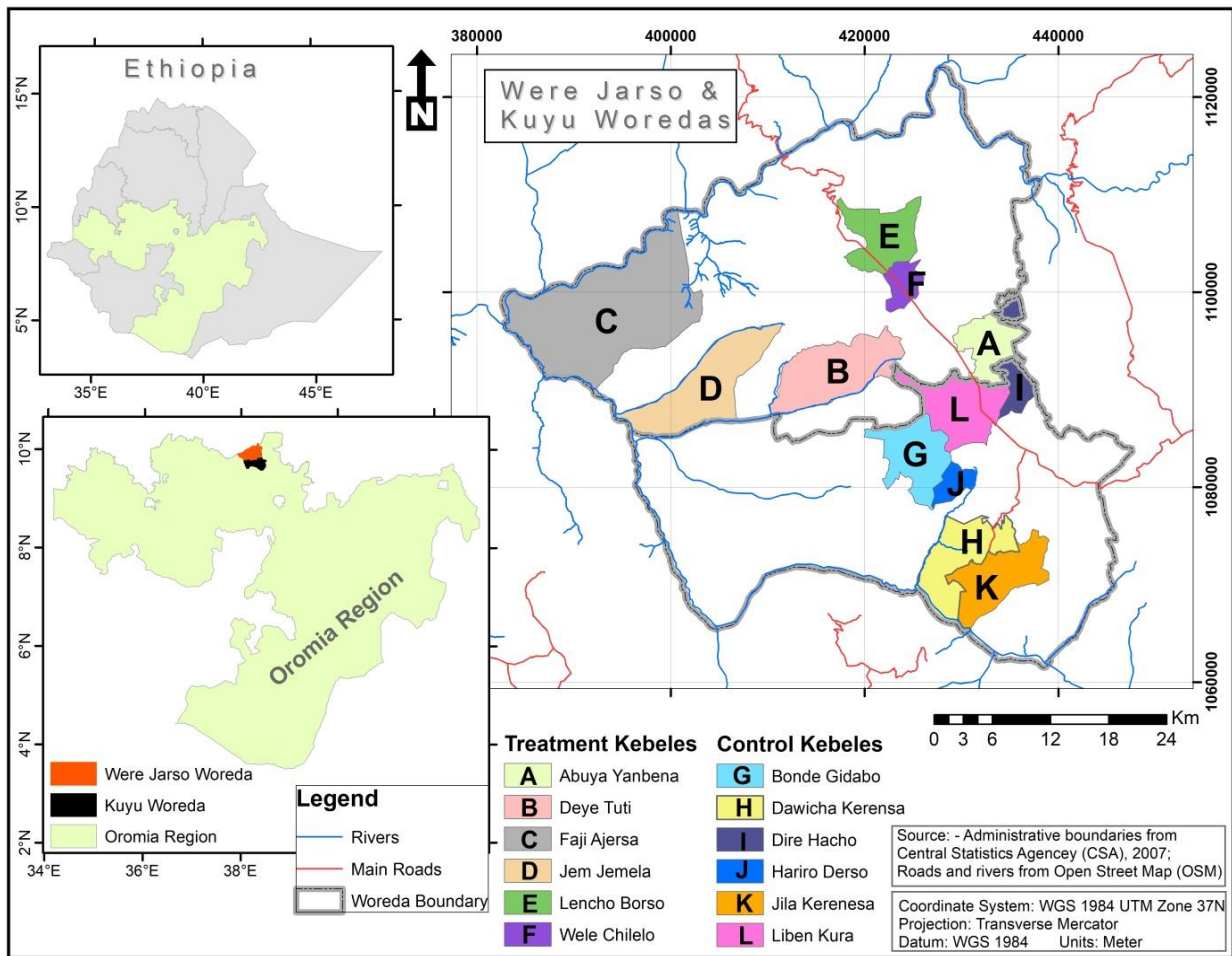 Ethiopia
15°N
10°N
5°N
35°E
40°E
45°E
N
380000
400000
420000
440000
Were Jarso &
Kuyu Woredas
1120000
1100000
1080000
1060000
E
F
C
A
B
D
I
L
G
J
H
K
10°N
8°N
6°N
4°N
2°N
34°E
36°E
38°E
Oromia Region
Were Jarso Woreda
Kuyu Woreda
Oromia Region
Legend
Rivers
Main Roads
Woreda Boundary
Km
0 3 6 12 18 24
Treatment Kebeles
A Abuya Yanbena
B Deye Tuti
C Faji Ajersa
D Jem Jemela
E Lencho Borso
F Wele Chilelo
Control Kebeles
G Bonde Gidabo
H Dawicha Kerensa
I Dire Hacho
J Hariro Derso
K Jila Kerenesa
L Liben Kura
Source: - Administrative boundaries from
Central Statistics Agencey (CSA), 2007;
Roads and rivers from Open Street Map (OSM)
Coordinate System: WGS 1984 UTM Zone 37N
Projection: Transverse Mercator
Datum: WGS 1984 Units: Meter